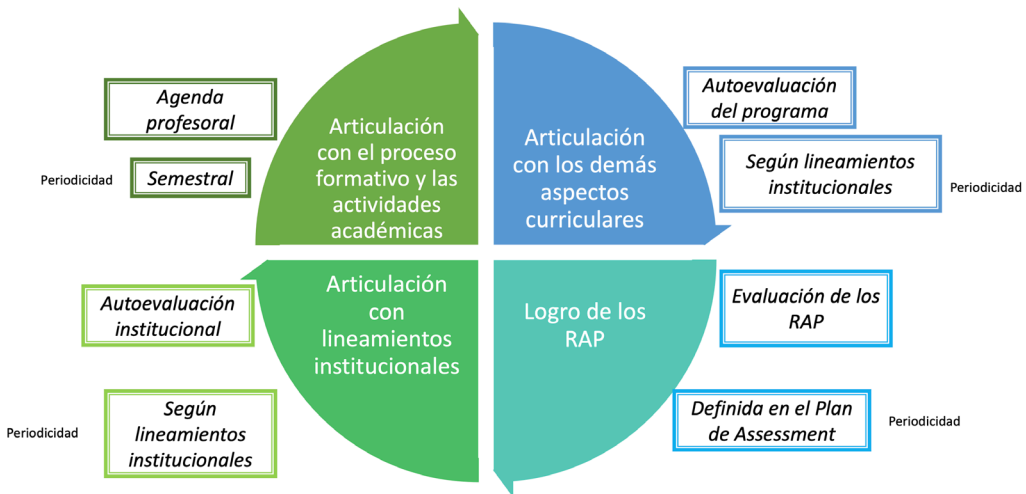 Agenda
profesoral
Periodicidad
Semestral
Articulación
con el proceso
formativo y las
actividades
académicas
Articulación
con los demás
aspectos
curriculares
Autoevaluación
del programa
Según lineamientos
institucionales
Periodicidad
Autoevaluación
institucional
Periodicidad
Según
lineamientos
institucionales
Articulación
con
lineamientos
institucionales
Logro de los
RAP
Evaluación de los
RAP
Definida en el Plan
de Assessment
Periodicidad